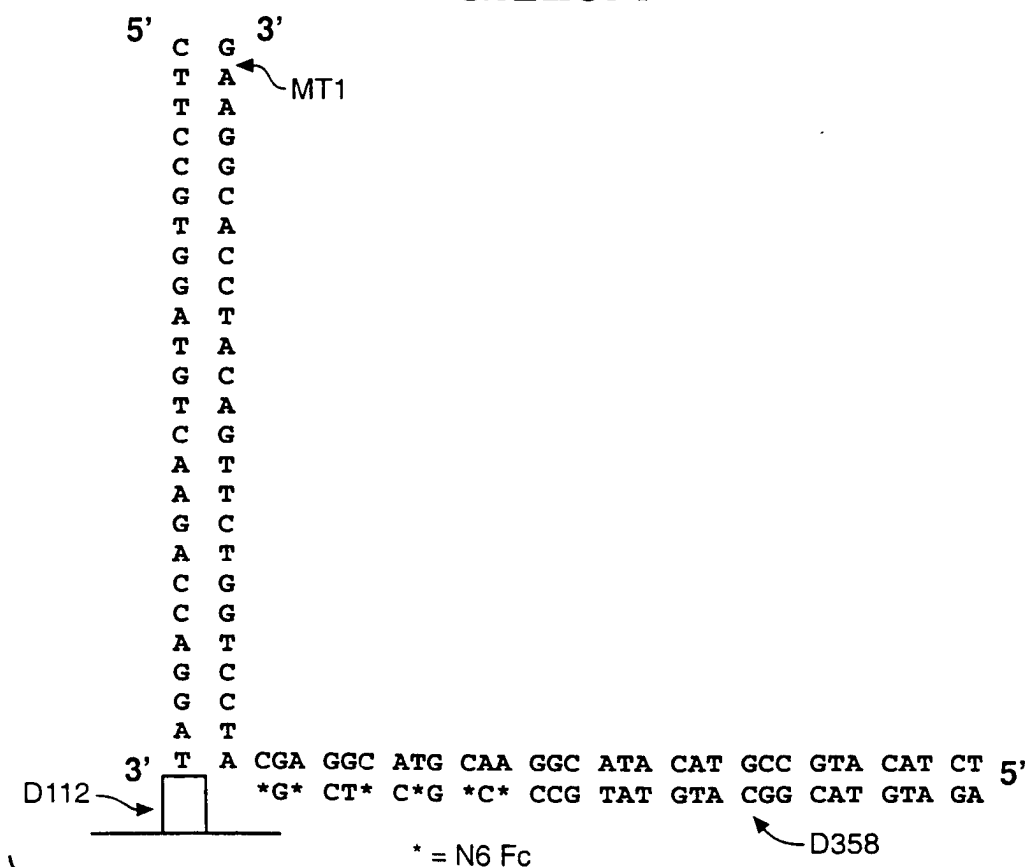 5' C G 3'
T A MT1
T A
C G
C G
G C
T A
G C
G C
A T
T A
G C
T A
C G
A T
A T
G C
A T
C G
C G
A T
G C
G C
A T
3' T A CGA GGC ATG CAA GGC ATA CAT GCC GTA CAT CT 5'
D112 *G* CT* C*G *C* CCG TAT GTA CGG CAT GTA GA
D358
* = N6 Fc